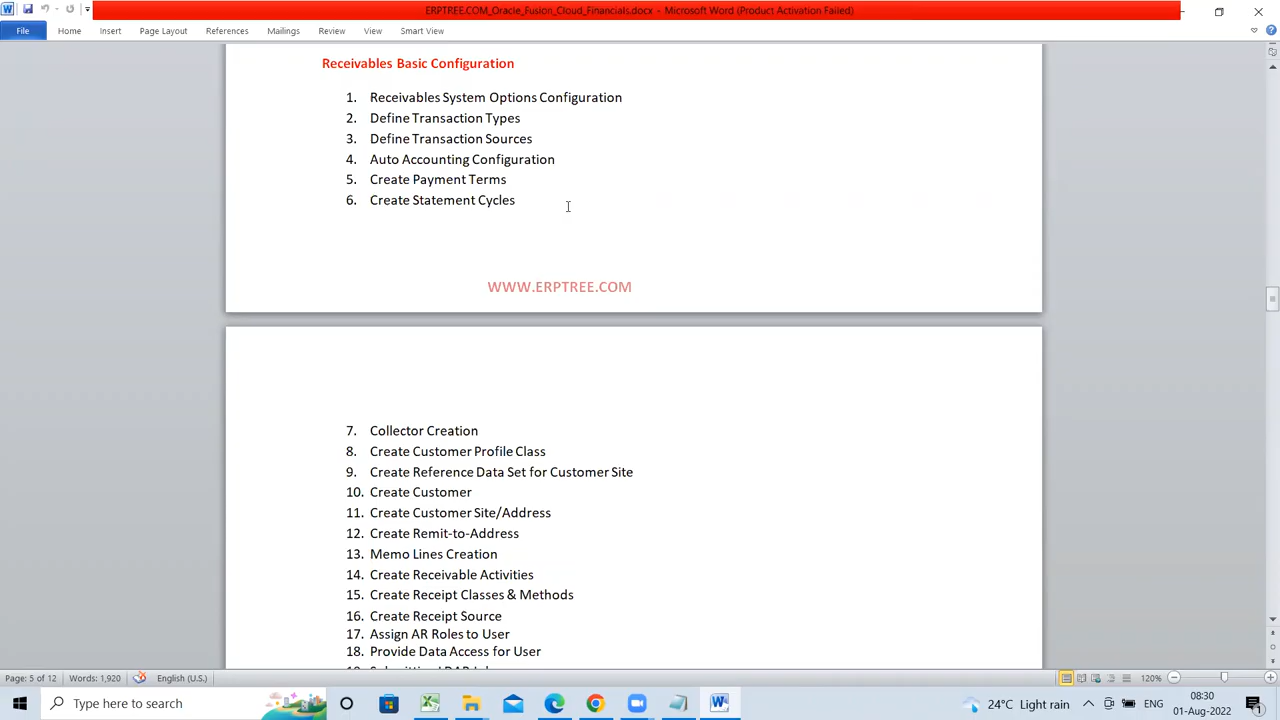 ERPTREE.COM_Oracle_Fusion_Cloud_Financials.docx - Microsoft Word (Product Activation Failed)
File Home Insert Page Layout References Mailings Review View Smart View
Receivables Basic Configuration
1. Receivables System Options Configuration
2. Define Transaction Types
3. Define Transaction Sources
4. Auto Accounting Configuration
5. Create Payment Terms
6. Create Statement Cycles
WWW.ERPTREE.COM
7. Collector Creation
8. Create Customer Profile Class
9. Create Reference Data Set for Customer Site
10. Create Customer
11. Create Customer Site/Address
12. Create Remit-to-Address
13. Memo Lines Creation
14. Create Receivable Activities
15. Create Receipt Classes & Methods
16. Create Receipt Source
17. Assign AR Roles to User
18. Provide Data Access for User
Page: 5 of 12 Words: 1,920 English (U.S.) 120%
Type here to search 24°C Light rain ENG 08:30
01-Aug-2022